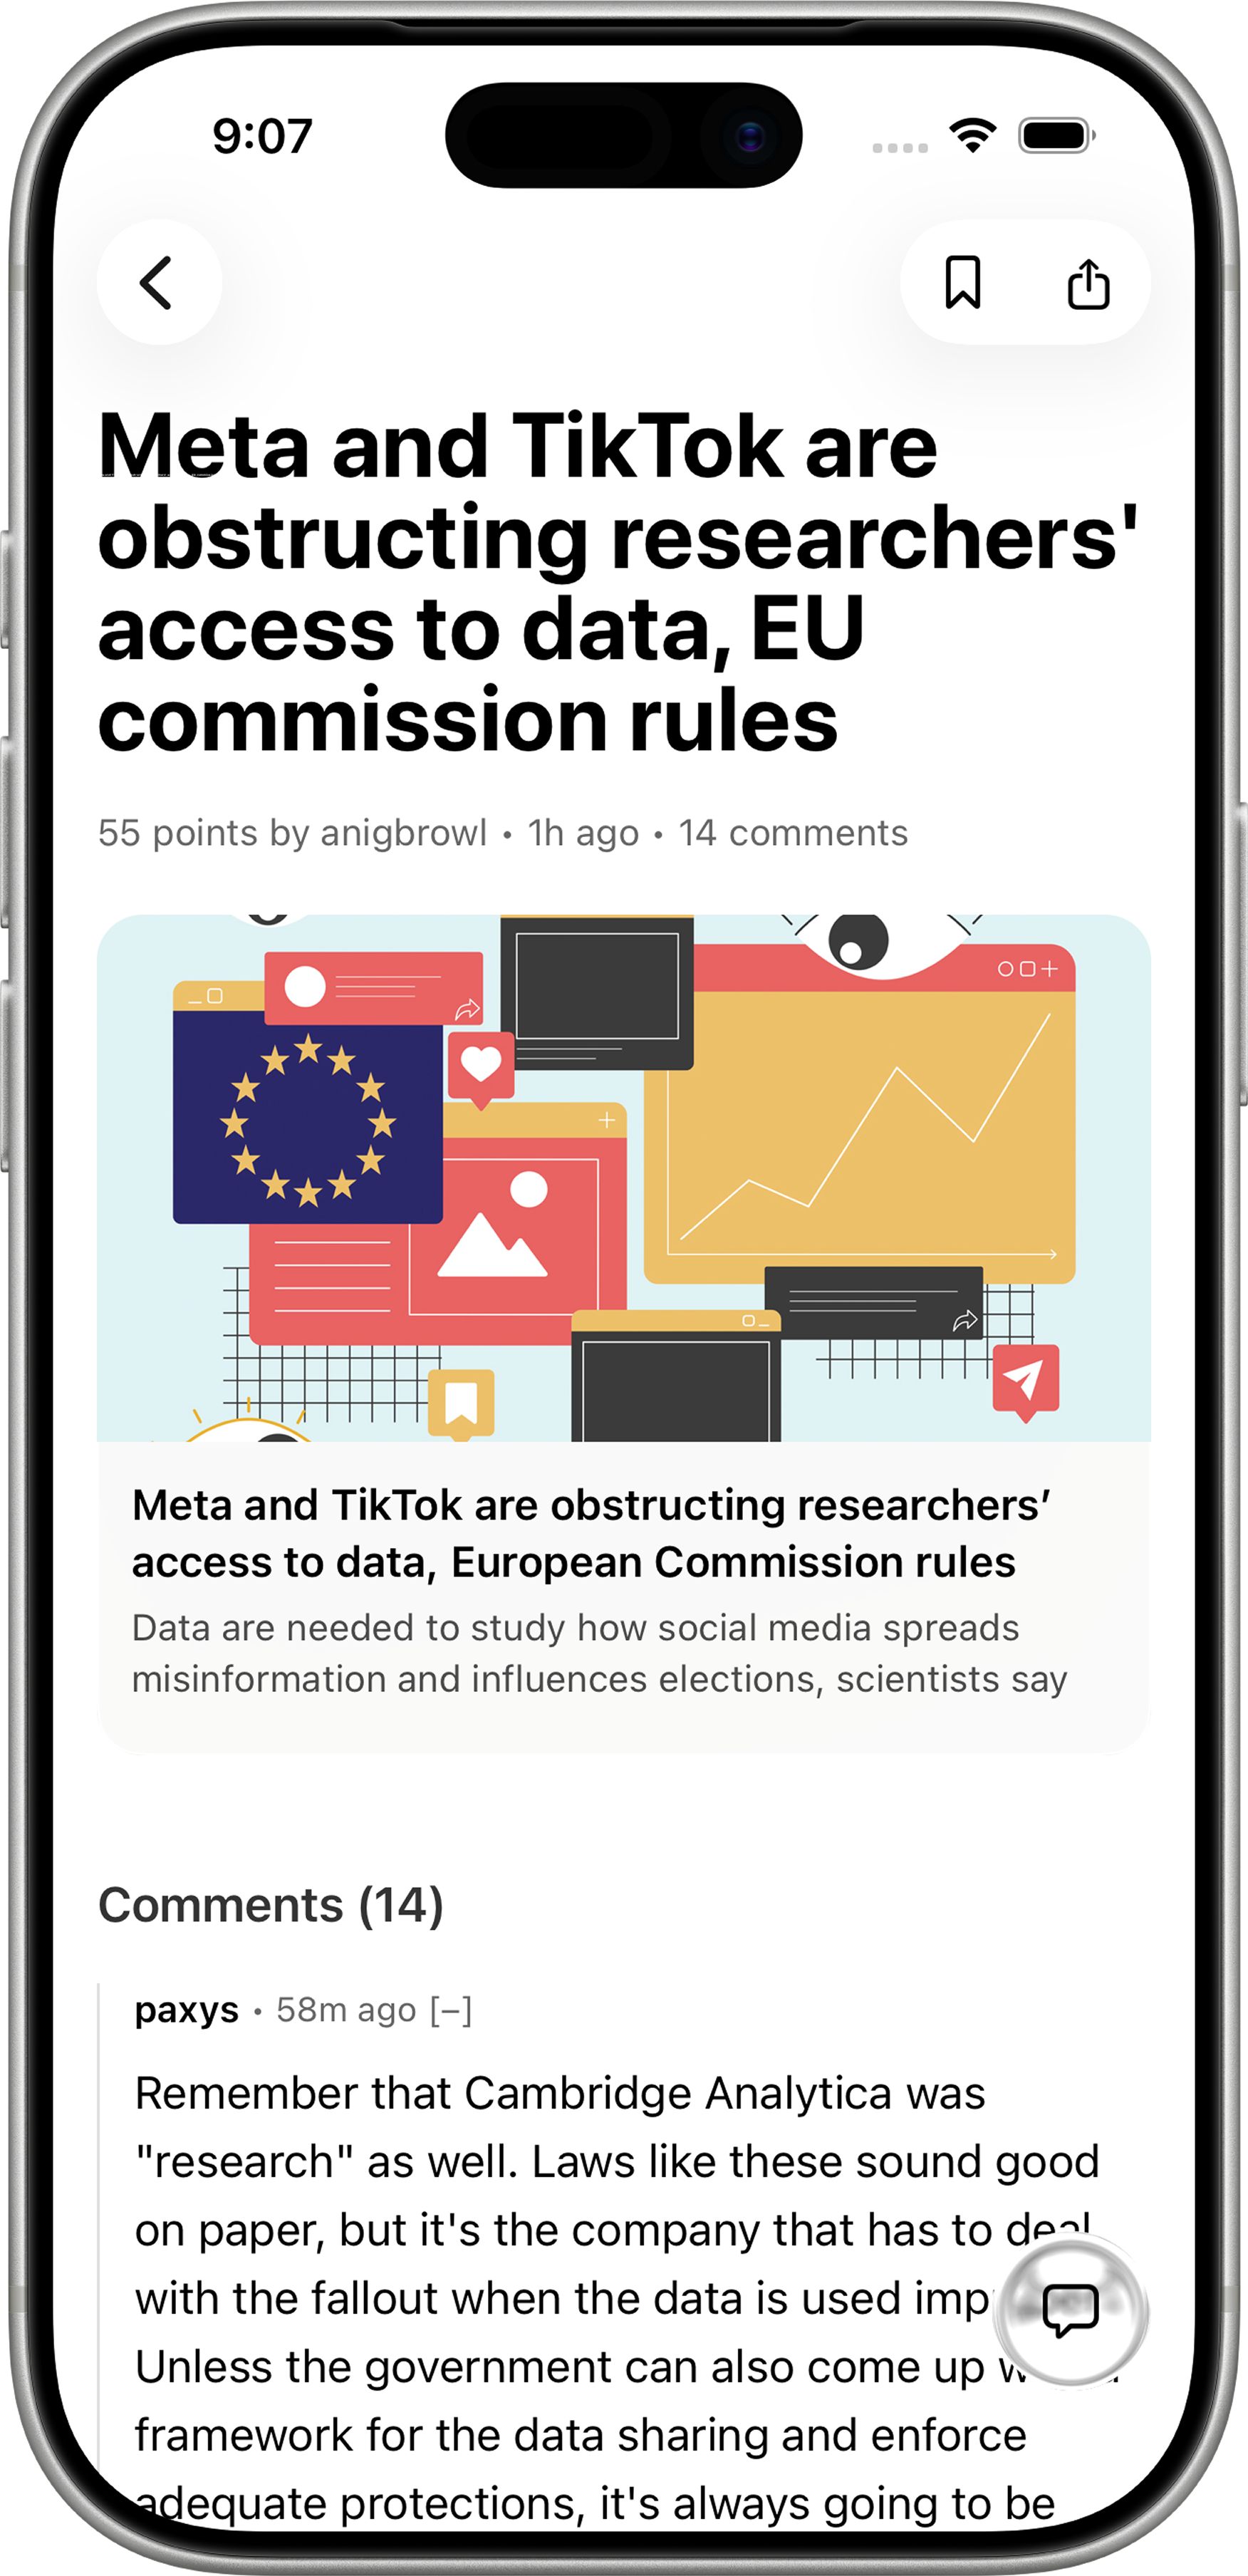 9:07
Meta and TikTok are
obstructing researchers'
access to data, EU
commission rules
55 points by anigbrowl • 1h ago • 14 comments
Meta and TikTok are obstructing researchers’
access to data, European Commission rules
Data are needed to study how social media spreads
misinformation and influences elections, scientists say
Comments (14)
paxys • 58m ago [–]
Remember that Cambridge Analytica was
"research" as well. Laws like these sound good
on paper, but it's the company that has to deal
with the fallout when the data is used
Unless the government can also come up
framework for the data sharing and enforce
adequate protections, it's always going to be